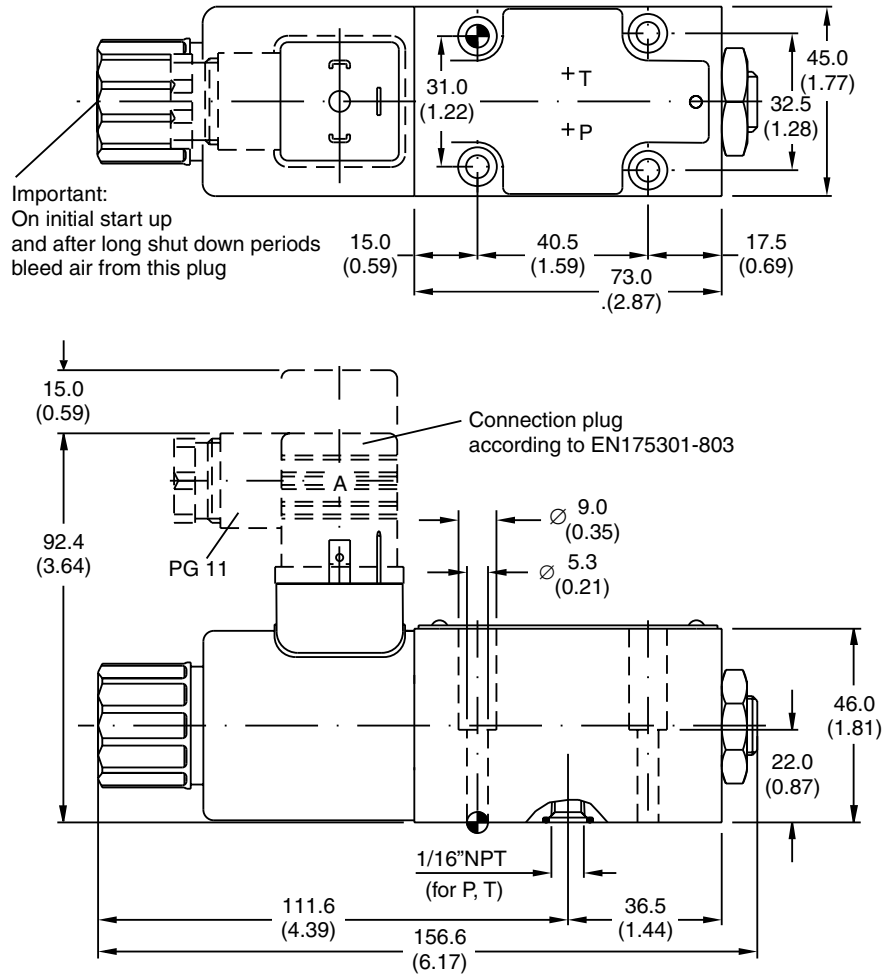 45.0
(1.77)
31.0
(1.22)
+T
32.5
(1.28)
+P
Important:
On initial start up
and after long shut down periods
bleed air from this plug
15.0
(0.59)
40.5
(1.59)
17.5
(0.69)
73.0
.(2.87)
15.0
(0.59)
Connection plug
according to EN175301-803
A
∅ 9.0
(0.35)
92.4
(3.64)
PG 11
∅ 5.3
(0.21)
46.0
(1.81)
22.0
(0.87)
1/16”NPT
(for P, T)
111.6
(4.39)
36.5
(1.44)
156.6
(6.17)